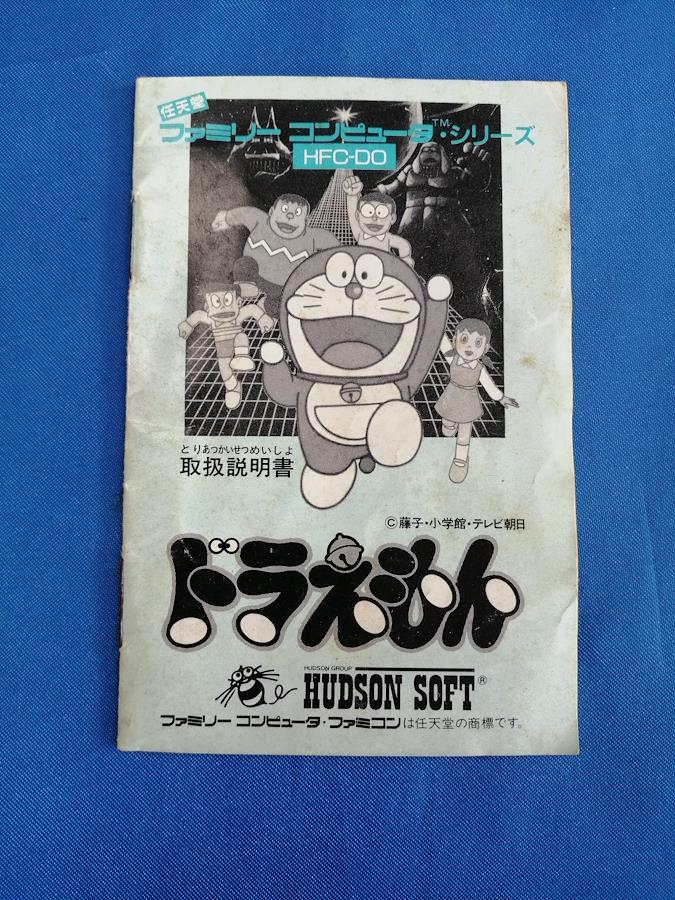 任天堂
ファミリー コンピュータ™・シリーズ
HFC-DO
とりあつかいせつめいしょ
取扱説明書
©藤子・小学館・テレビ朝日
ドラえもん
HUDSON GROUP
HUDSON SOFT®
ファミリー コンピュータ・ファミコンは任天堂の商標です。